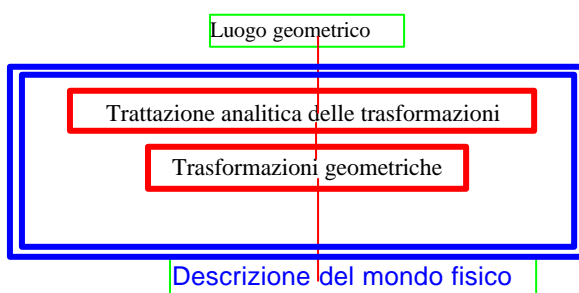 Luogo geometrico
Trattazione analitica delle trasformazioni
Trasformazioni geometriche
Descrizione del mondo fisico